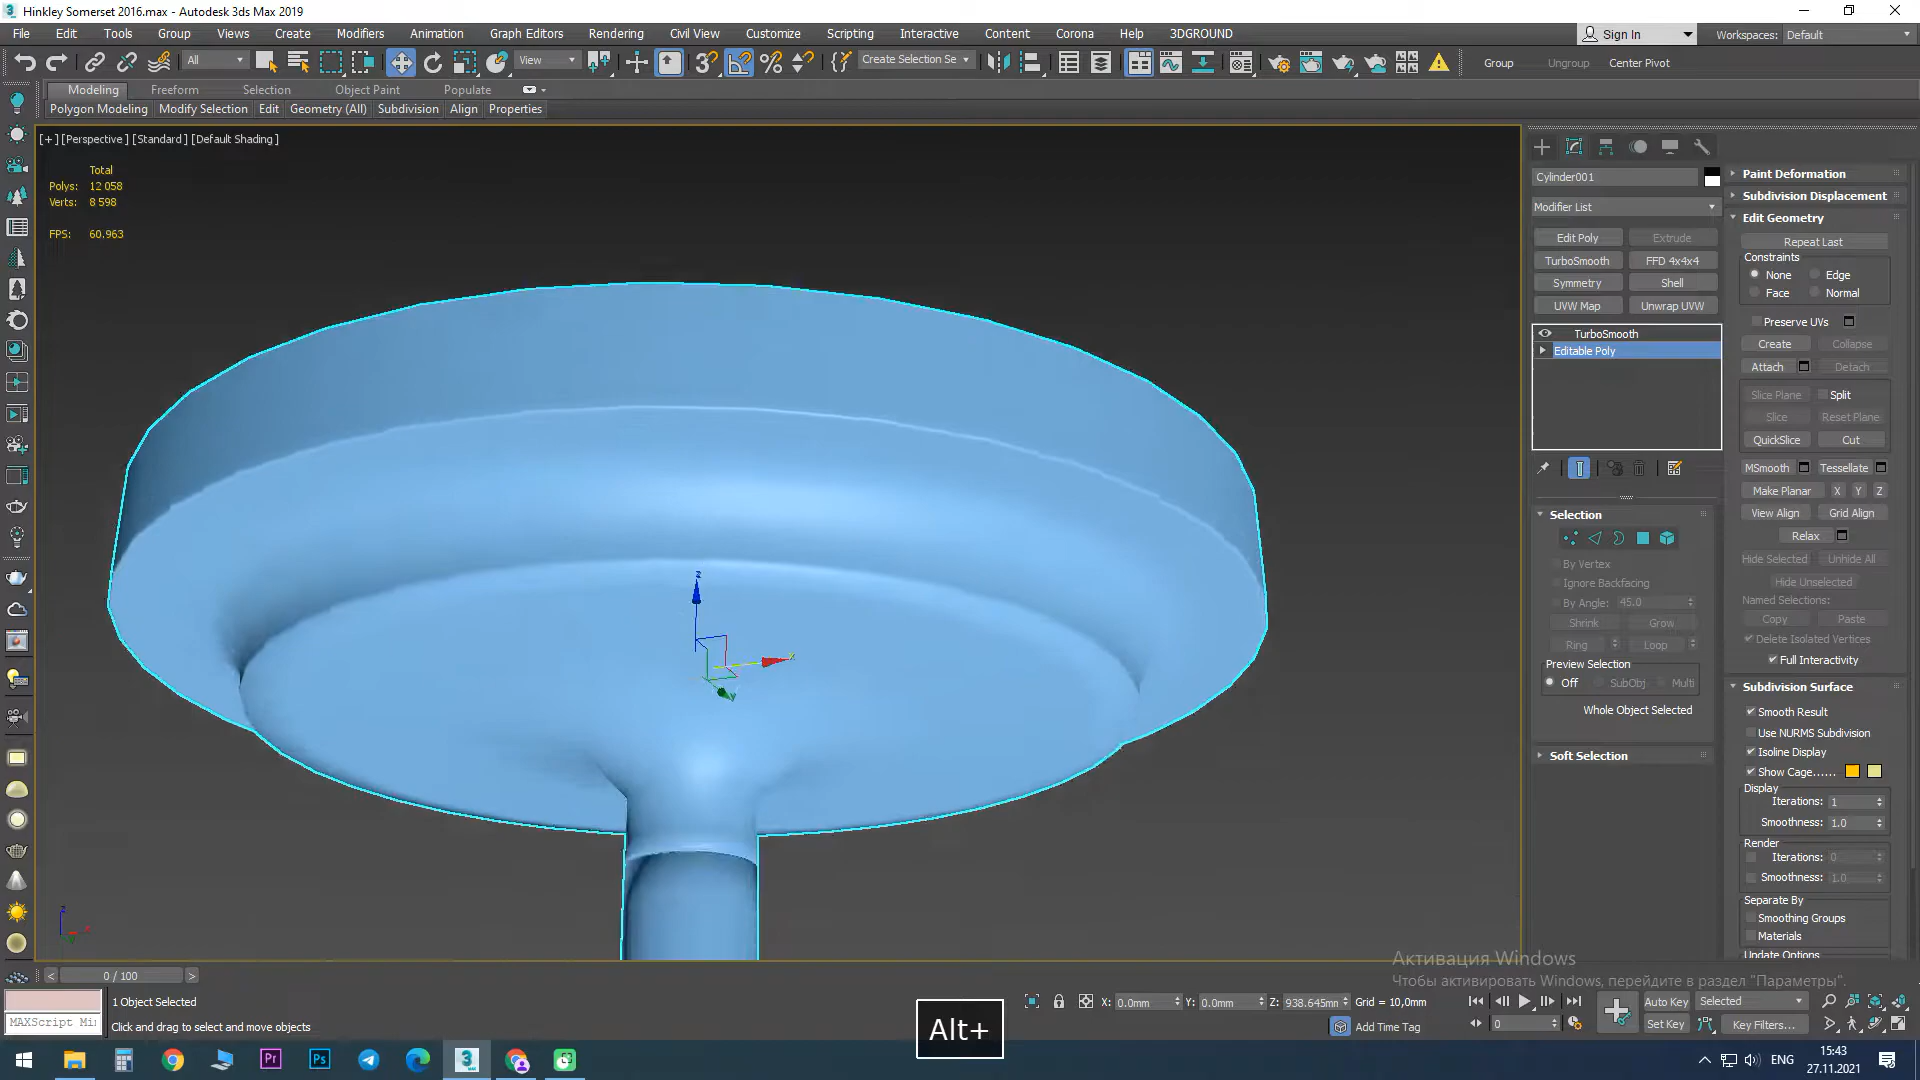 Hinkley Somerset 2016.max - Autodesk 3ds Max 2019
File Edit Tools Group Views Create Modifiers Animation Graph Editors Rendering Civil View Customize Scripting Interactive Content Corona Help 3DGROUND
Sign In
Workspaces: Default
All
View
Create Selection Se
Group Ungroup Center Pivot
Modeling Freeform Selection Object Paint Populate
Polygon Modeling Modify Selection Edit Geometry (All) Subdivision Align Properties
[+] [Perspective] [Standard] [Default Shading]
Total
Polys: 12 058
Verts: 8 598
FPS: 60.963
Cylinder001
Modifier List
Edit Poly Extrude
TurboSmooth FFD 4x4x4
Symmetry Shell
UVW Map Unwrap UVW
TurboSmooth
Editable Poly
Selection
By Vertex
Ignore Backfacing
By Angle: 45.0
Shrink Grow
Ring Loop
Preview Selection
Off SubObj Multi
Whole Object Selected
Soft Selection
Paint Deformation
Subdivision Displacement
Edit Geometry
Repeat Last
Constraints
None Edge
Face Normal
Preserve UVs
Create Collapse
Attach Detach
Slice Plane Split
Slice Reset Plane
QuickSlice Cut
MSmooth Tessellate
Make Planar X Y Z
View Align Grid Align
Relax
Hide Selected Unhide All
Hide Unselected
Named Selections:
Copy Paste
Delete Isolated Vertices
Full Interactivity
Subdivision Surface
Smooth Result
Use NURMS Subdivision
Isoline Display
Show Cage......
Display
Iterations: 1
Smoothness: 1.0
Render
Iterations: 0
Smoothness: 1.0
Separate By
Smoothing Groups
Materials
Update Options
z
x
y
z
x
y
Активация Windows
Чтобы активировать Windows, перейдите в раздел "Параметры".
< 0 / 100 >
1 Object Selected
MAXScript Mi
Click and drag to select and move objects
Alt+
X: 0.0mm Y: 0.0mm Z: 938.645mm Grid = 10,0mm
Add Time Tag
0
Auto Key Selected
Set Key Key Filters...
Pr
Ps
3
ENG
15:43
27.11.2021